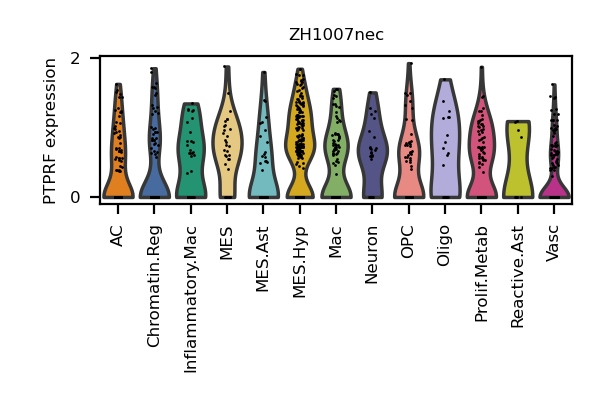 ZH1007nec
PTPRF expression
2
0
AC
Chromatin.Reg
Inflammatory.Mac
MES
MES.Ast
MES.Hyp
Mac
Neuron
OPC
Oligo
Prolif.Metab
Reactive.Ast
Vasc